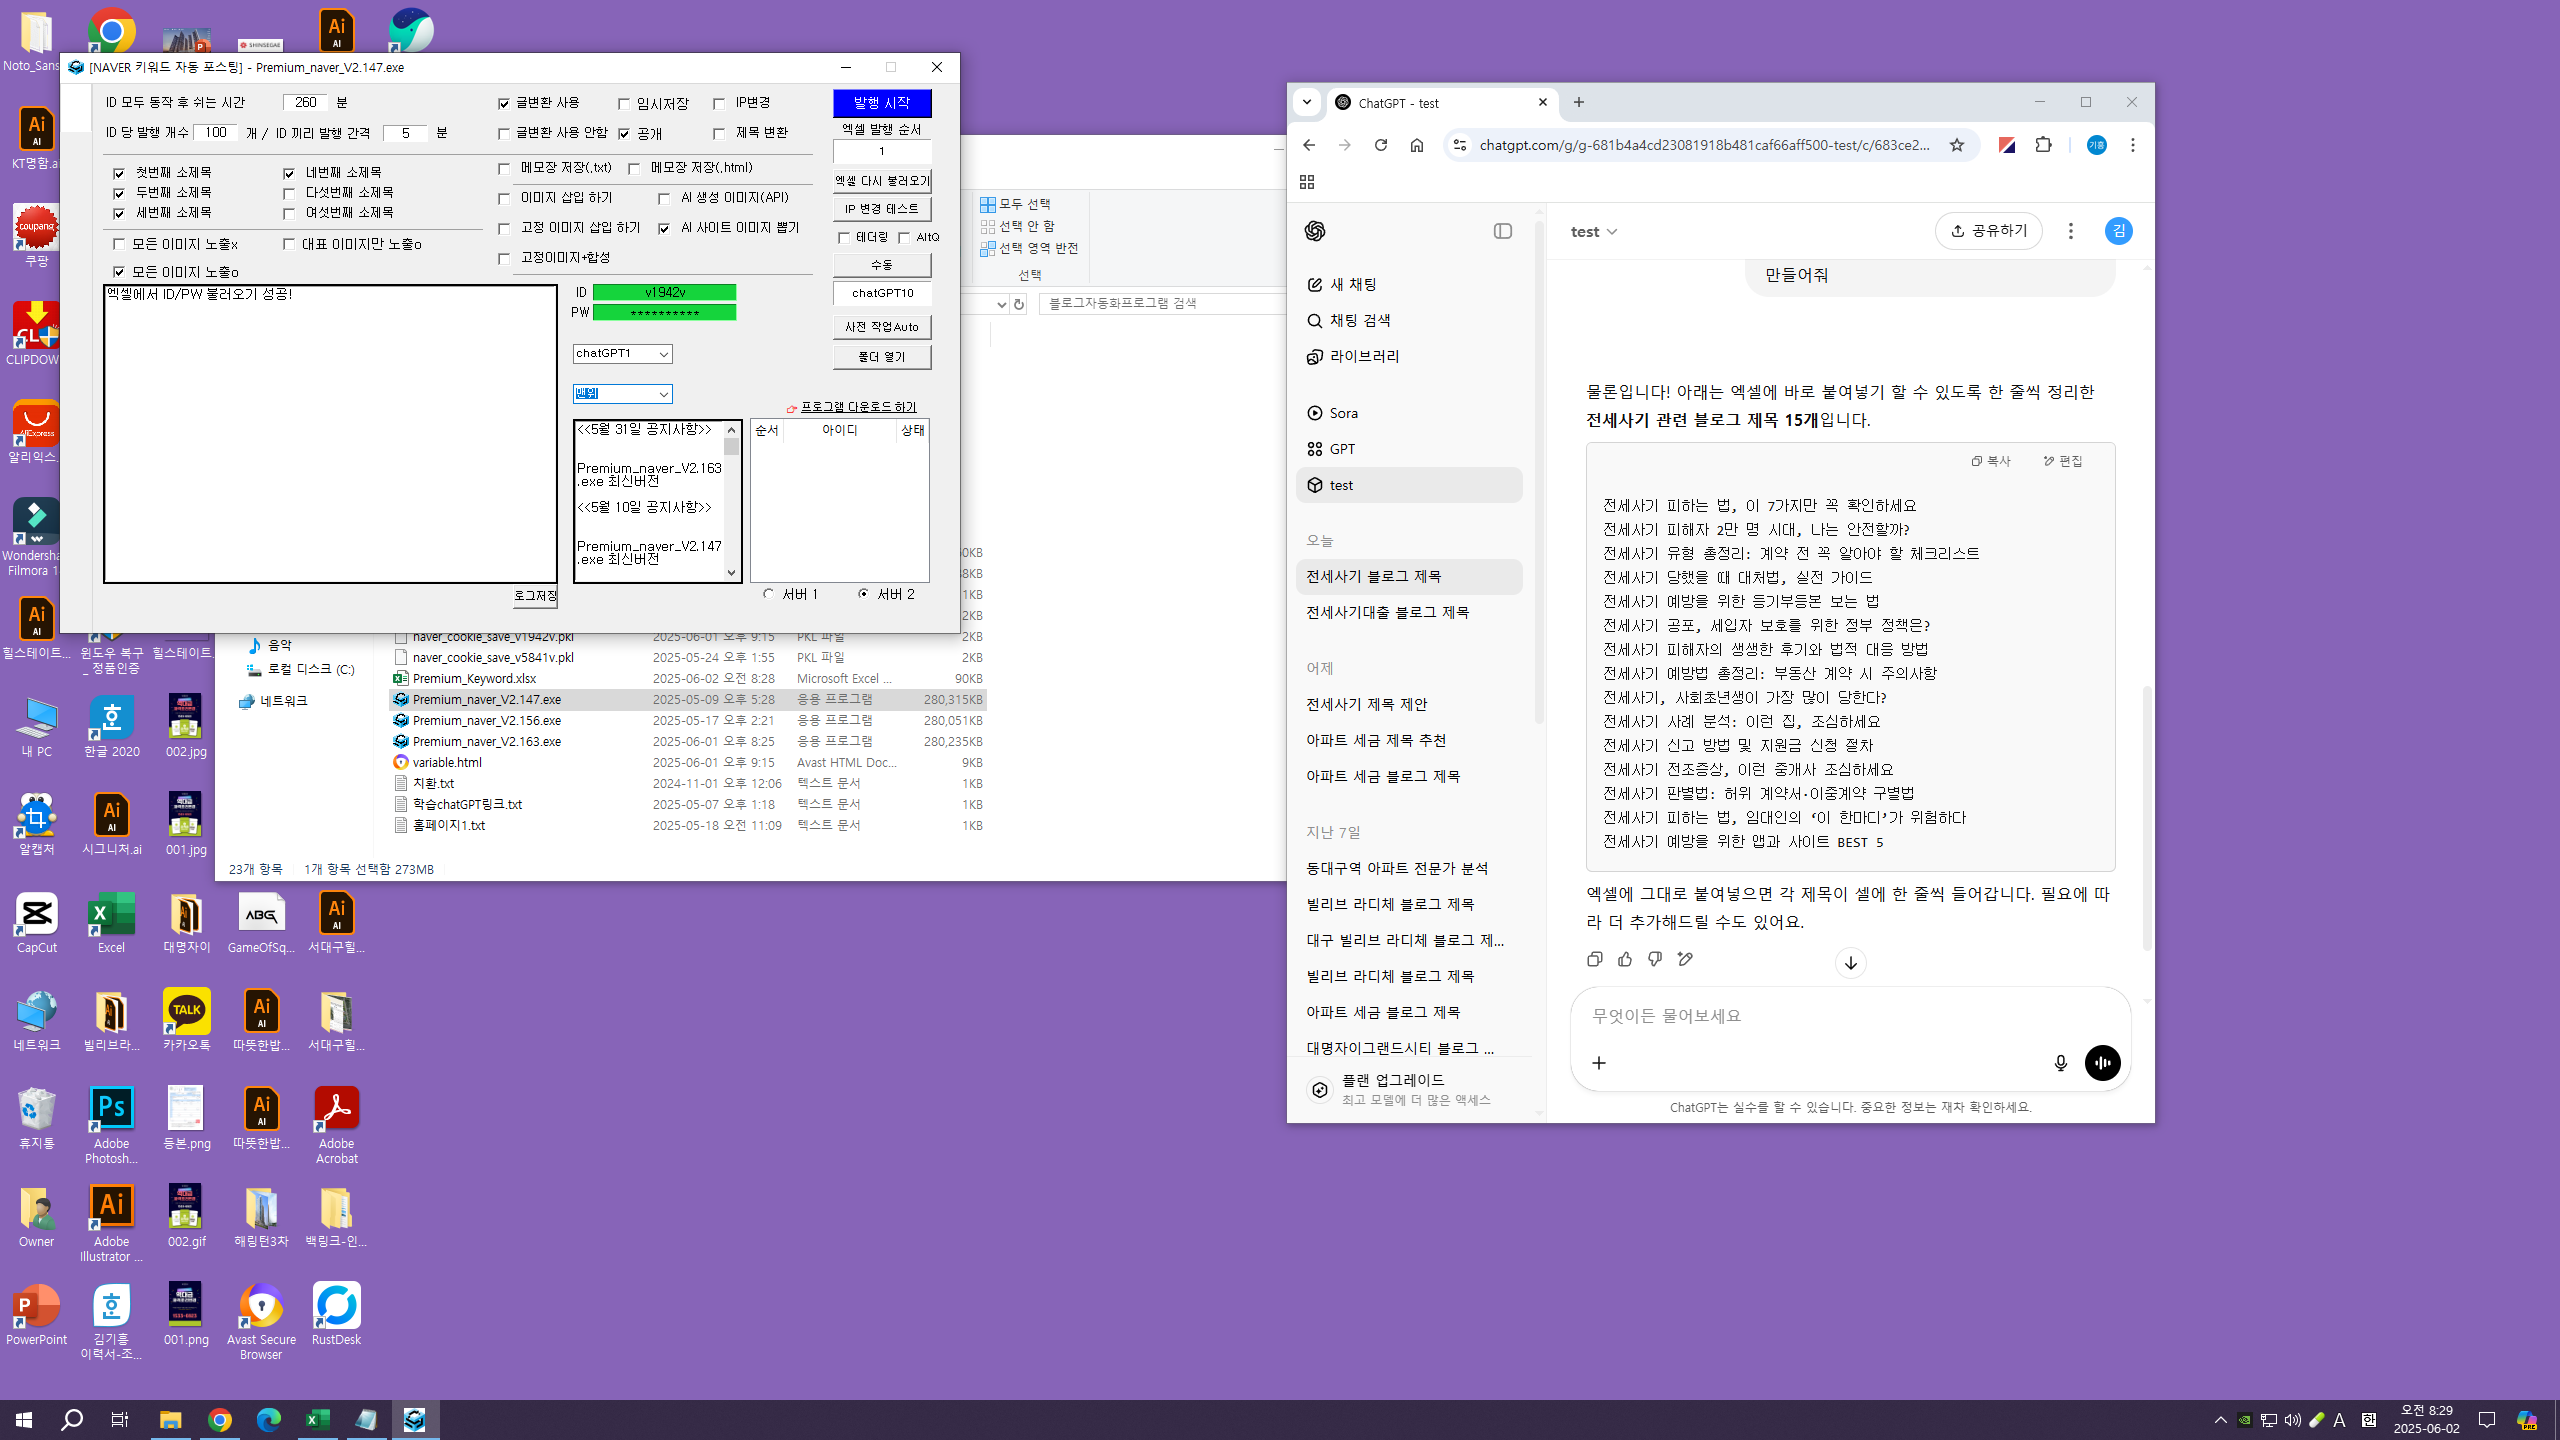 Noto_Sans
KT명함.ai
쿠팡
CLIPDOW
알리익스
Wondersha
Filmora 1
힐스테이트...
윈도우 복구
_ 정품인증
힐스테이트.
내 PC
한글 2020
002.jpg
알캡처
시그니처.ai
001.jpg
CapCut
Excel
대명자이
GameOfSq...
서대구힐...
네트워크
빌리브라...
카카오톡
따뜻한밥...
서대구힐...
휴지통
Adobe
Photosh...
등본.png
따뜻한밥...
Adobe
Acrobat
Owner
Adobe
Illustrator ...
002.gif
해링턴3차
백링크-인...
PowerPoint
김기흥
이력서-조...
001.png
Avast Secure
Browser
RustDesk
[NAVER 키워드 자동 포스팅] - Premium_naver_V2.147.exe
ID 모두 동작 후 쉬는 시간 260 분
ID 당 발행 개수 100 개 / ID 끼리 발행 간격 5 분
첫번째 소제목
네번째 소제목
두번째 소제목
다섯번째 소제목
세번째 소제목
여섯번째 소제목
모든 이미지 노출x
대표 이미지만 노출o
모든 이미지 노출o
글변환 사용
임시저장
IP변경
글변환 사용 안함
공개
제목 변환
메모장 저장(.txt)
메모장 저장(.html)
이미지 삽입 하기
AI 생성 이미지(API)
고정 이미지 삽입 하기
AI 사이트 이미지 뽑기
고정이미지+합성
발행 시작
엑셀 발행 순서
1
엑셀 다시 불러오기
IP 변경 테스트
테더링
AltQ
수동
chatGPT10
사전 작업Auto
폴더 열기
엑셀에서 ID/PW 불러오기 성공!
ID v1942v
PW **********
chatGPT1
맨위
프로그램 다운로드 하기
<<5월 31일 공지사항>>
Premium_naver_V2.163
.exe 최신버전
<<5월 10일 공지사항>>
Premium_naver_V2.147
.exe 최신버전
순서 아이디 상태
로그저장
서버 1
서버 2
모두 선택
선택 안 함
선택 영역 반전
선택
블로그자동화프로그램 검색
0KB
8KB
1KB
2KB
음악
로컬 디스크 (C:)
네트워크
naver_cookie_save_v1942v.pkl 2025-06-01 오후 9:15 PKL 파일 2KB
naver_cookie_save_v5841v.pkl 2025-05-24 오후 1:55 PKL 파일 2KB
Premium_Keyword.xlsx 2025-06-02 오전 8:28 Microsoft Excel ... 90KB
Premium_naver_V2.147.exe 2025-05-09 오후 5:28 응용 프로그램 280,315KB
Premium_naver_V2.156.exe 2025-05-17 오후 2:21 응용 프로그램 280,051KB
Premium_naver_V2.163.exe 2025-06-01 오후 8:25 응용 프로그램 280,235KB
variable.html 2025-06-01 오후 9:15 Avast HTML Doc... 9KB
치환.txt 2024-11-01 오후 12:06 텍스트 문서 1KB
학습chatGPT링크.txt 2025-05-07 오후 1:18 텍스트 문서 1KB
홈페이지1.txt 2025-05-18 오전 11:09 텍스트 문서 1KB
23개 항목 1개 항목 선택함 273MB
ChatGPT - test
chatgpt.com/g/g-681b4a4cd23081918b481caf66aff500-test/c/683ce2...
기흥
새 채팅
채팅 검색
라이브러리
Sora
GPT
test
오늘
전세사기 블로그 제목
전세사기대출 블로그 제목
어제
전세사기 제목 제안
아파트 세금 제목 추천
아파트 세금 블로그 제목
지난 7일
동대구역 아파트 전문가 분석
빌리브 라디체 블로그 제목
대구 빌리브 라디체 블로그 제...
빌리브 라디체 블로그 제목
아파트 세금 블로그 제목
대명자이그랜드시티 블로그 ...
플랜 업그레이드
최고 모델에 더 많은 액세스
test
공유하기
김
만들어줘
물론입니다! 아래는 엑셀에 바로 붙여넣기 할 수 있도록 한 줄씩 정리한
전세사기 관련 블로그 제목 15개입니다.
복사 편집
전세사기 피하는 법, 이 7가지만 꼭 확인하세요
전세사기 피해자 2만 명 시대, 나는 안전할까?
전세사기 유형 총정리: 계약 전 꼭 알아야 할 체크리스트
전세사기 당했을 때 대처법, 실전 가이드
전세사기 예방을 위한 등기부등본 보는 법
전세사기 공포, 세입자 보호를 위한 정부 정책은?
전세사기 피해자의 생생한 후기와 법적 대응 방법
전세사기 예방법 총정리: 부동산 계약 시 주의사항
전세사기, 사회초년생이 가장 많이 당한다?
전세사기 사례 분석: 이런 집, 조심하세요
전세사기 신고 방법 및 지원금 신청 절차
전세사기 전조증상, 이런 중개사 조심하세요
전세사기 판별법: 허위 계약서·이중계약 구별법
전세사기 피하는 법, 임대인의 ‘이 한마디’가 위험하다
전세사기 예방을 위한 앱과 사이트 BEST 5
엑셀에 그대로 붙여넣으면 각 제목이 셀에 한 줄씩 들어갑니다. 필요에 따
라 더 추가해드릴 수도 있어요.
무엇이든 물어보세요
ChatGPT는 실수를 할 수 있습니다. 중요한 정보는 재차 확인하세요.
A 한
오전 8:29
2025-06-02